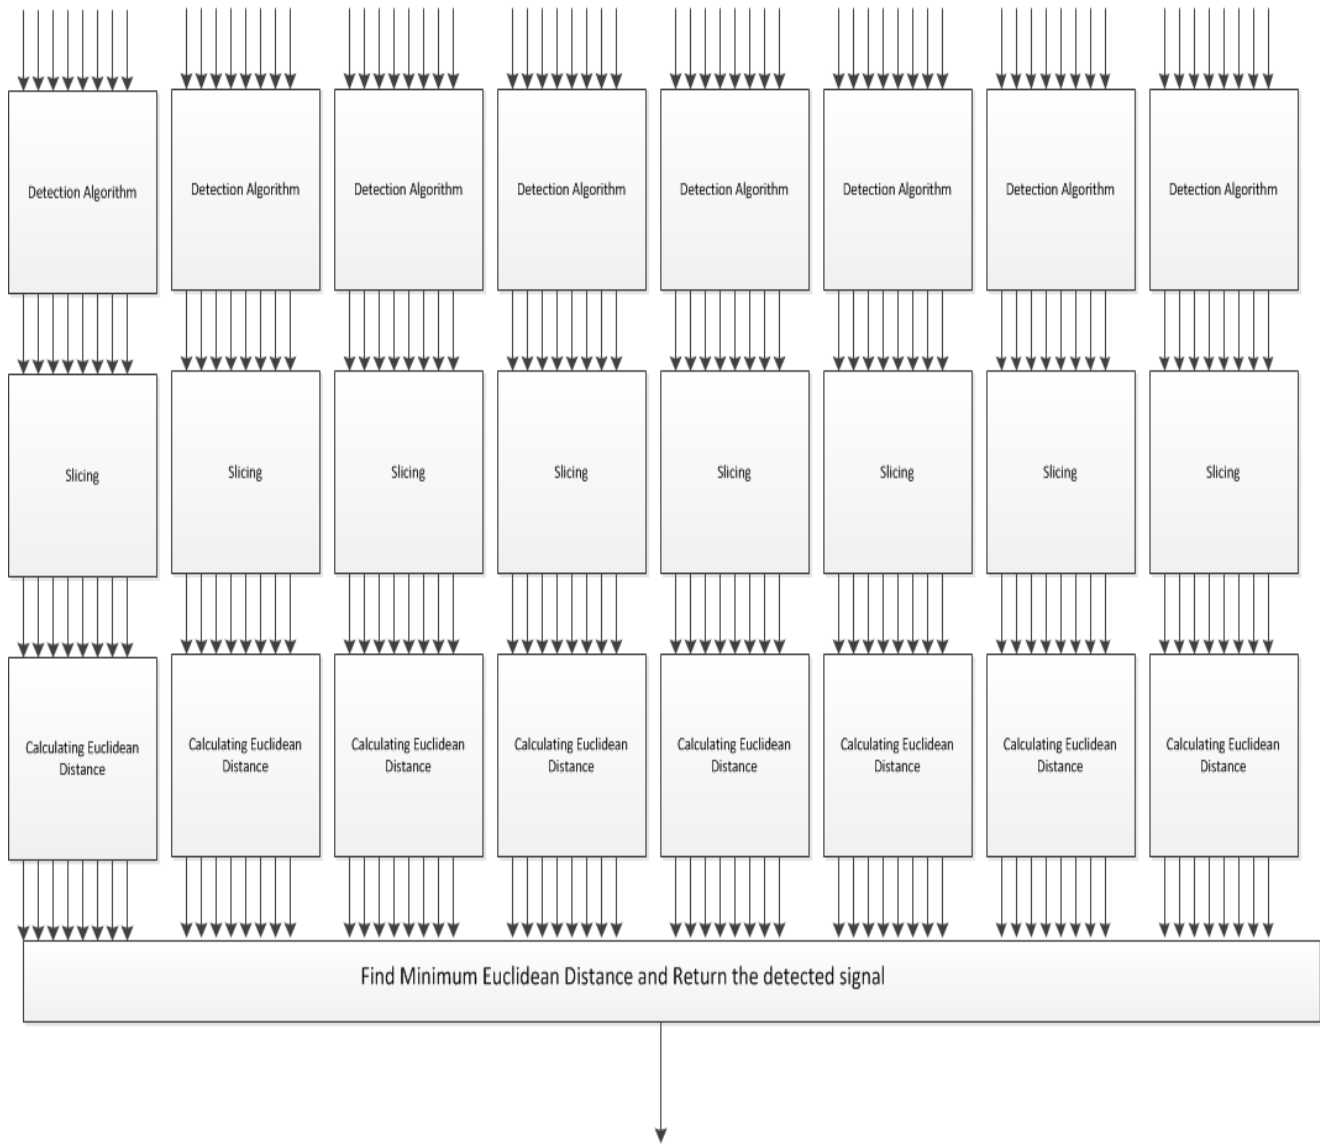 Detection Algorithm
Detection Algorithm
Detection Algorithm
Detection Algorithm
Detection Algorithm
Detection Algorithm
Detection Algorithm
Detection Algorithm
Slicing
Slicing
Slicing
Slicing
Slicing
Slicing
Slicing
Slicing
Calculating Euclidean
Distance
Calculating Euclidean
Distance
Calculating Euclidean
Distance
Calculating Euclidean
Distance
Calculating Euclidean
Distance
Calculating Euclidean
Distance
Calculating Euclidean
Distance
Calculating Euclidean
Distance
Find Minimum Euclidean Distance and Return the detected signal